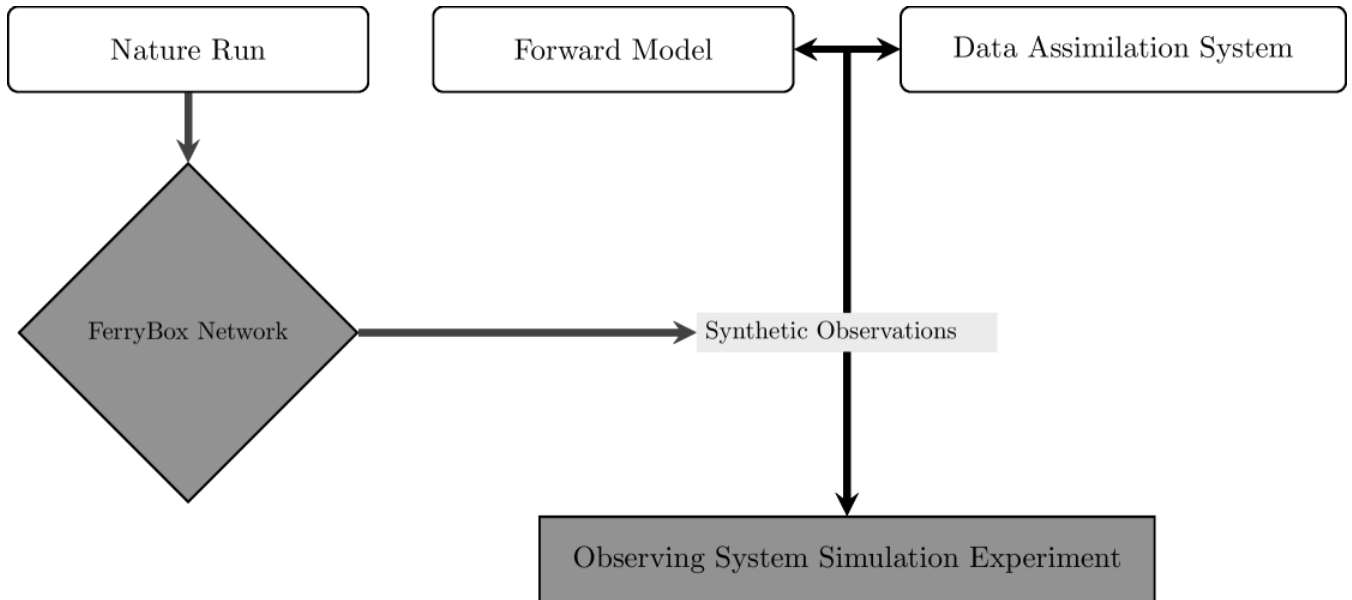 Nature Run
Forward Model
Data Assimilation System
FerryBox Network
Synthetic Observations
Observing System Simulation Experiment